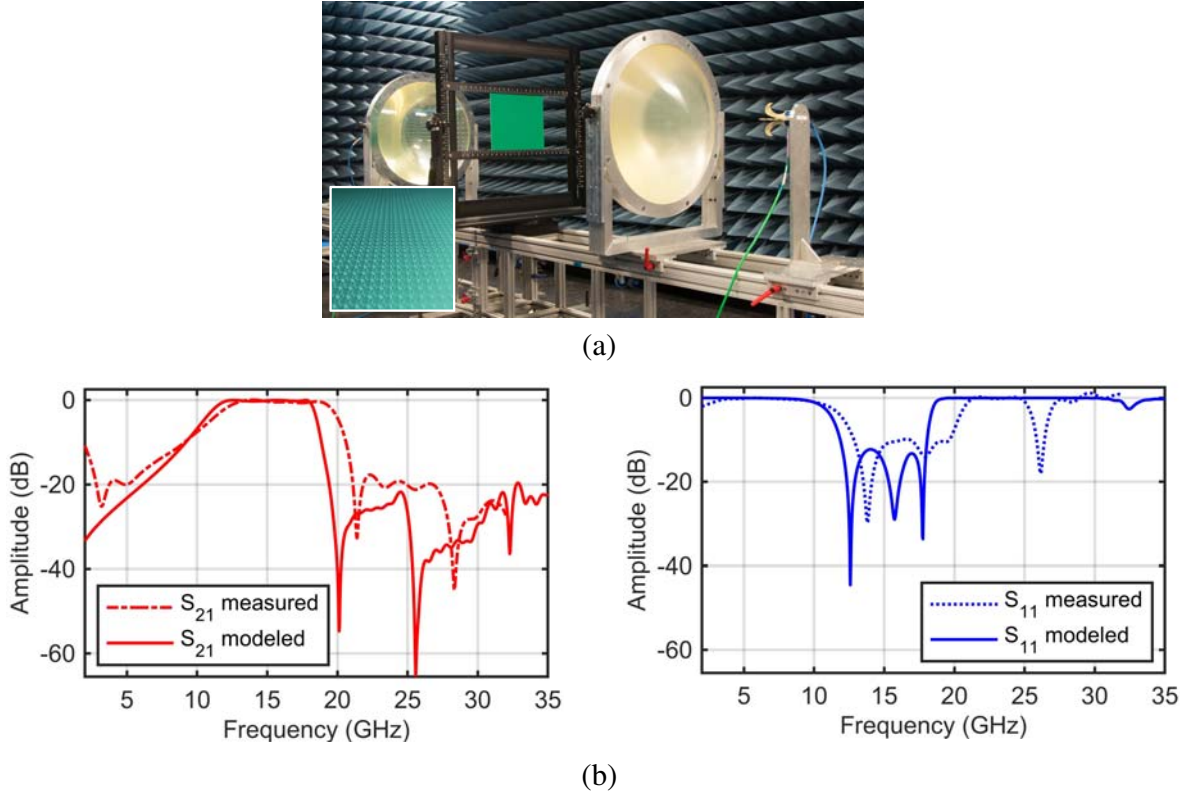 (a)
0
-20
-40
-60
Amplitude (dB)
5 10 15 20 25 30 35
Frequency (GHz)
S21 measured
S21 modeled
0
-20
-40
-60
Amplitude (dB)
5 10 15 20 25 30 35
Frequency (GHz)
S11 measured
S11 modeled
(b)